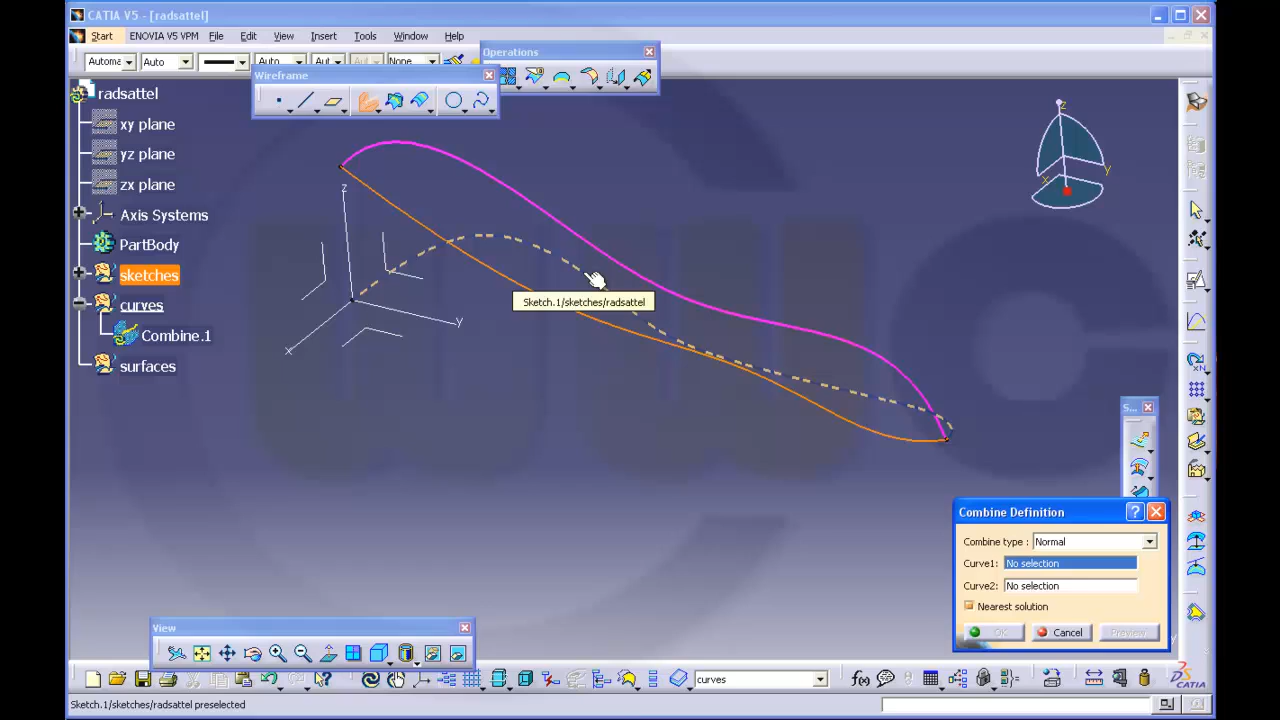 CATIA V5 - [radsattel]
Start ENOVIA V5 VPM File Edit View Insert Tools Window Help
Operations
Automa Auto Auto Aut None
Wireframe
radsattel
xy plane
yz plane
zx plane
Axis Systems
PartBody
sketches
curves
Combine.1
surfaces
z
y
x
z
y
x
Sketch.1/sketches/radsattel
S...
Combine Definition
Combine type : Normal
Curve1: No selection
Curve2: No selection
Nearest solution
OK Cancel Preview
View
curves
f(x)
CATIA
Sketch.1/sketches/radsattel preselected